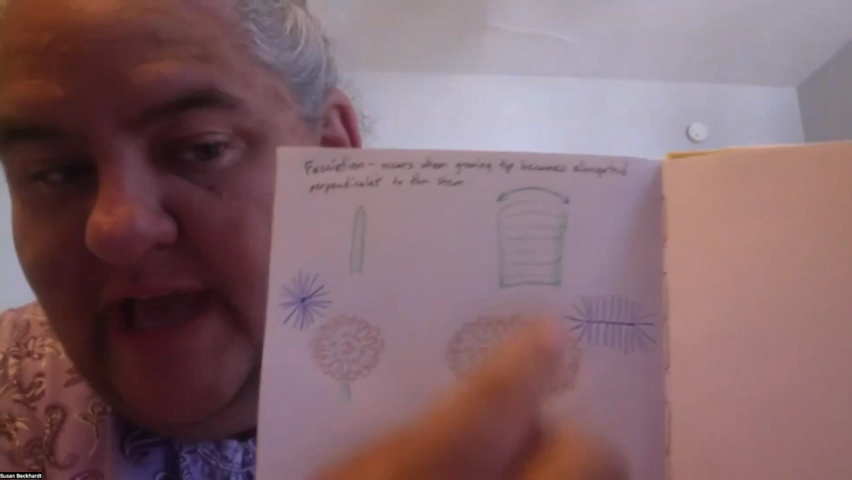 Fasciation - occurs when growing tip becomes elongated
perpendicular to the stem
Susan Beckhardt